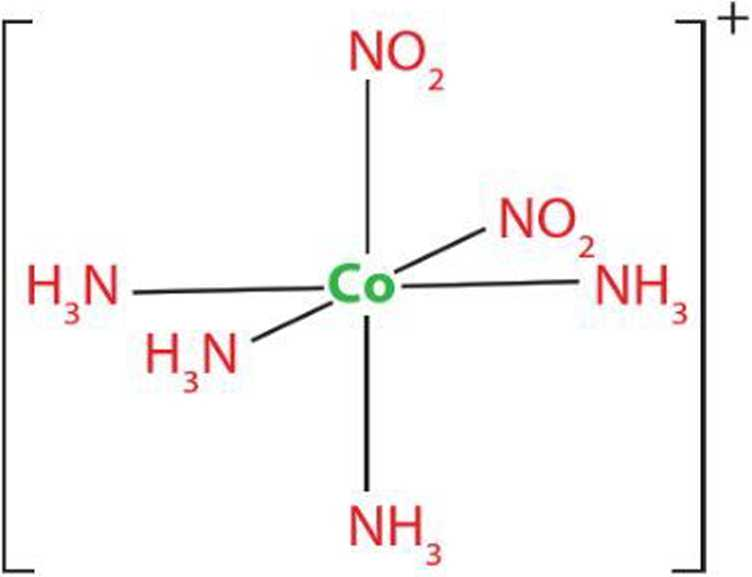 +
NO₂
NO₂
H₃N Co NH₃
H₃N
NH₃